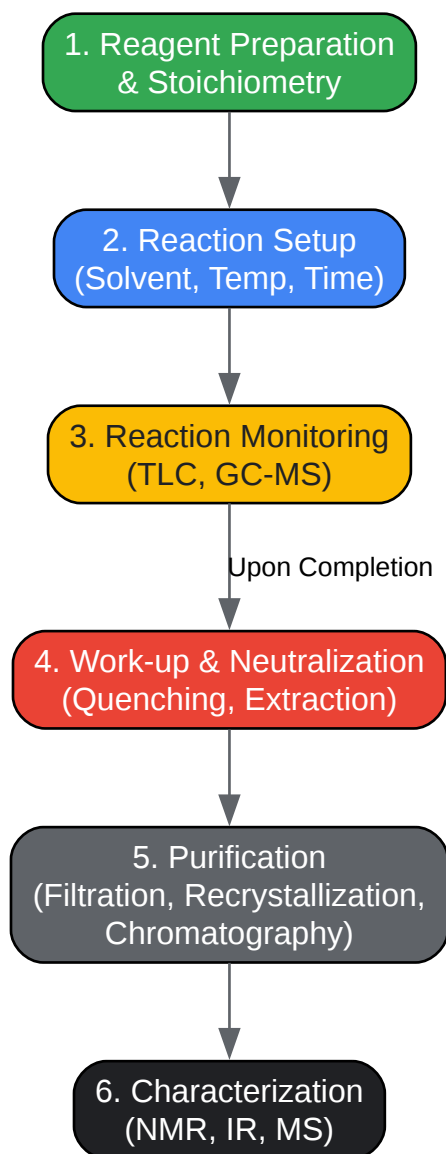 1. Reagent Preparation
& Stoichiometry
2. Reaction Setup
(Solvent, Temp, Time)
3. Reaction Monitoring
(TLC, GC-MS)
Upon Completion
4. Work-up & Neutralization
(Quenching, Extraction)
5. Purification
(Filtration, Recrystallization,
Chromatography)
6. Characterization
(NMR, IR, MS)